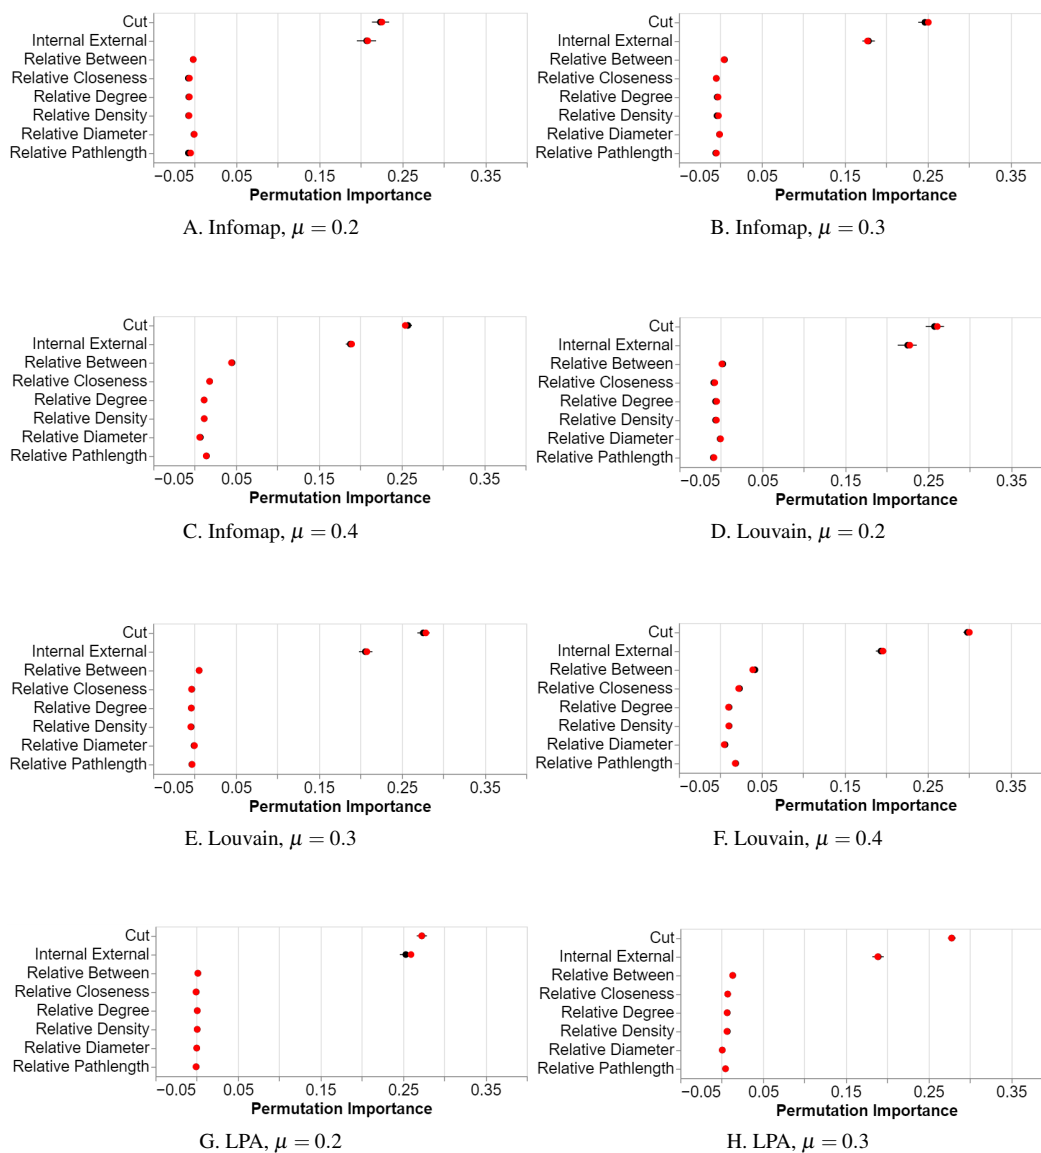 Cut
Internal External
Relative Between
Relative Closeness
Relative Degree
Relative Density
Relative Diameter
Relative Pathlength
−0.05 0.05 0.15 0.25 0.35
Permutation Importance
A. Infomap, μ = 0.2
Cut
Internal External
Relative Between
Relative Closeness
Relative Degree
Relative Density
Relative Diameter
Relative Pathlength
−0.05 0.05 0.15 0.25 0.35
Permutation Importance
B. Infomap, μ = 0.3
Cut
Internal External
Relative Between
Relative Closeness
Relative Degree
Relative Density
Relative Diameter
Relative Pathlength
−0.05 0.05 0.15 0.25 0.35
Permutation Importance
C. Infomap, μ = 0.4
Cut
Internal External
Relative Between
Relative Closeness
Relative Degree
Relative Density
Relative Diameter
Relative Pathlength
−0.05 0.05 0.15 0.25 0.35
Permutation Importance
D. Louvain, μ = 0.2
Cut
Internal External
Relative Between
Relative Closeness
Relative Degree
Relative Density
Relative Diameter
Relative Pathlength
−0.05 0.05 0.15 0.25 0.35
Permutation Importance
E. Louvain, μ = 0.3
Cut
Internal External
Relative Between
Relative Closeness
Relative Degree
Relative Density
Relative Diameter
Relative Pathlength
−0.05 0.05 0.15 0.25 0.35
Permutation Importance
F. Louvain, μ = 0.4
Cut
Internal External
Relative Between
Relative Closeness
Relative Degree
Relative Density
Relative Diameter
Relative Pathlength
−0.05 0.05 0.15 0.25 0.35
Permutation Importance
G. LPA, μ = 0.2
Cut
Internal External
Relative Between
Relative Closeness
Relative Degree
Relative Density
Relative Diameter
Relative Pathlength
−0.05 0.05 0.15 0.25 0.35
Permutation Importance
H. LPA, μ = 0.3